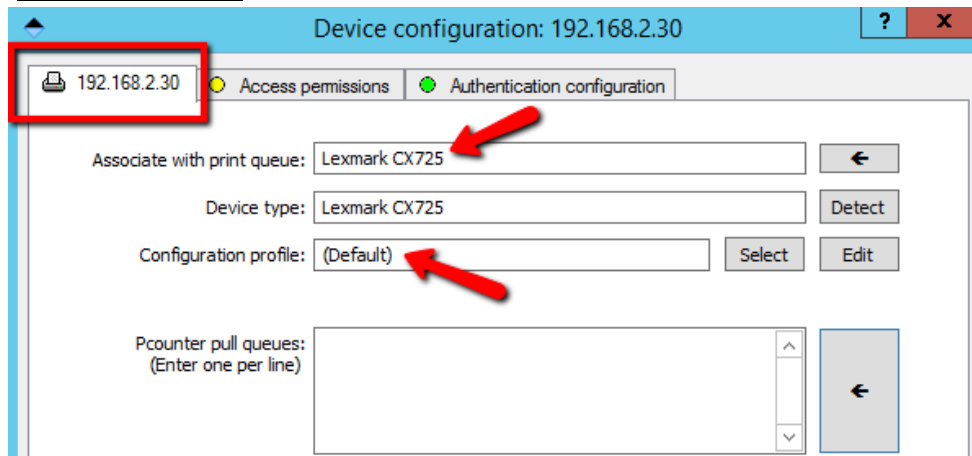 Device configuration: 192.168.2.30
? x
192.168.2.30 Access permissions Authentication configuration
Associate with print queue: Lexmark CX725
Device type: Lexmark CX725 Detect
Configuration profile: (Default) Select Edit
Pcounter pull queues:
(Enter one per line)